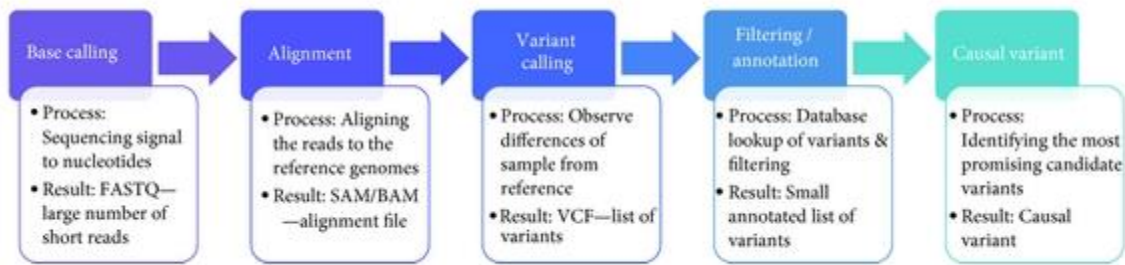 Base calling
• Process:
Sequencing signal
to nucleotides
• Result: FASTQ—
large number of
short reads
Alignment
• Process: Aligning
the reads to the
reference genomes
• Result: SAM/BAM
—alignment file
Variant
calling
• Process: Observe
differences of
sample from
reference
• Result: VCF—list of
variants
Filtering /
annotation
• Process: Database
lookup of variants &
filtering
• Result: Small
annotated list of
variants
Causal variant
• Process:
Identifying the most
promising candidate
variants
• Result: Causal
variant